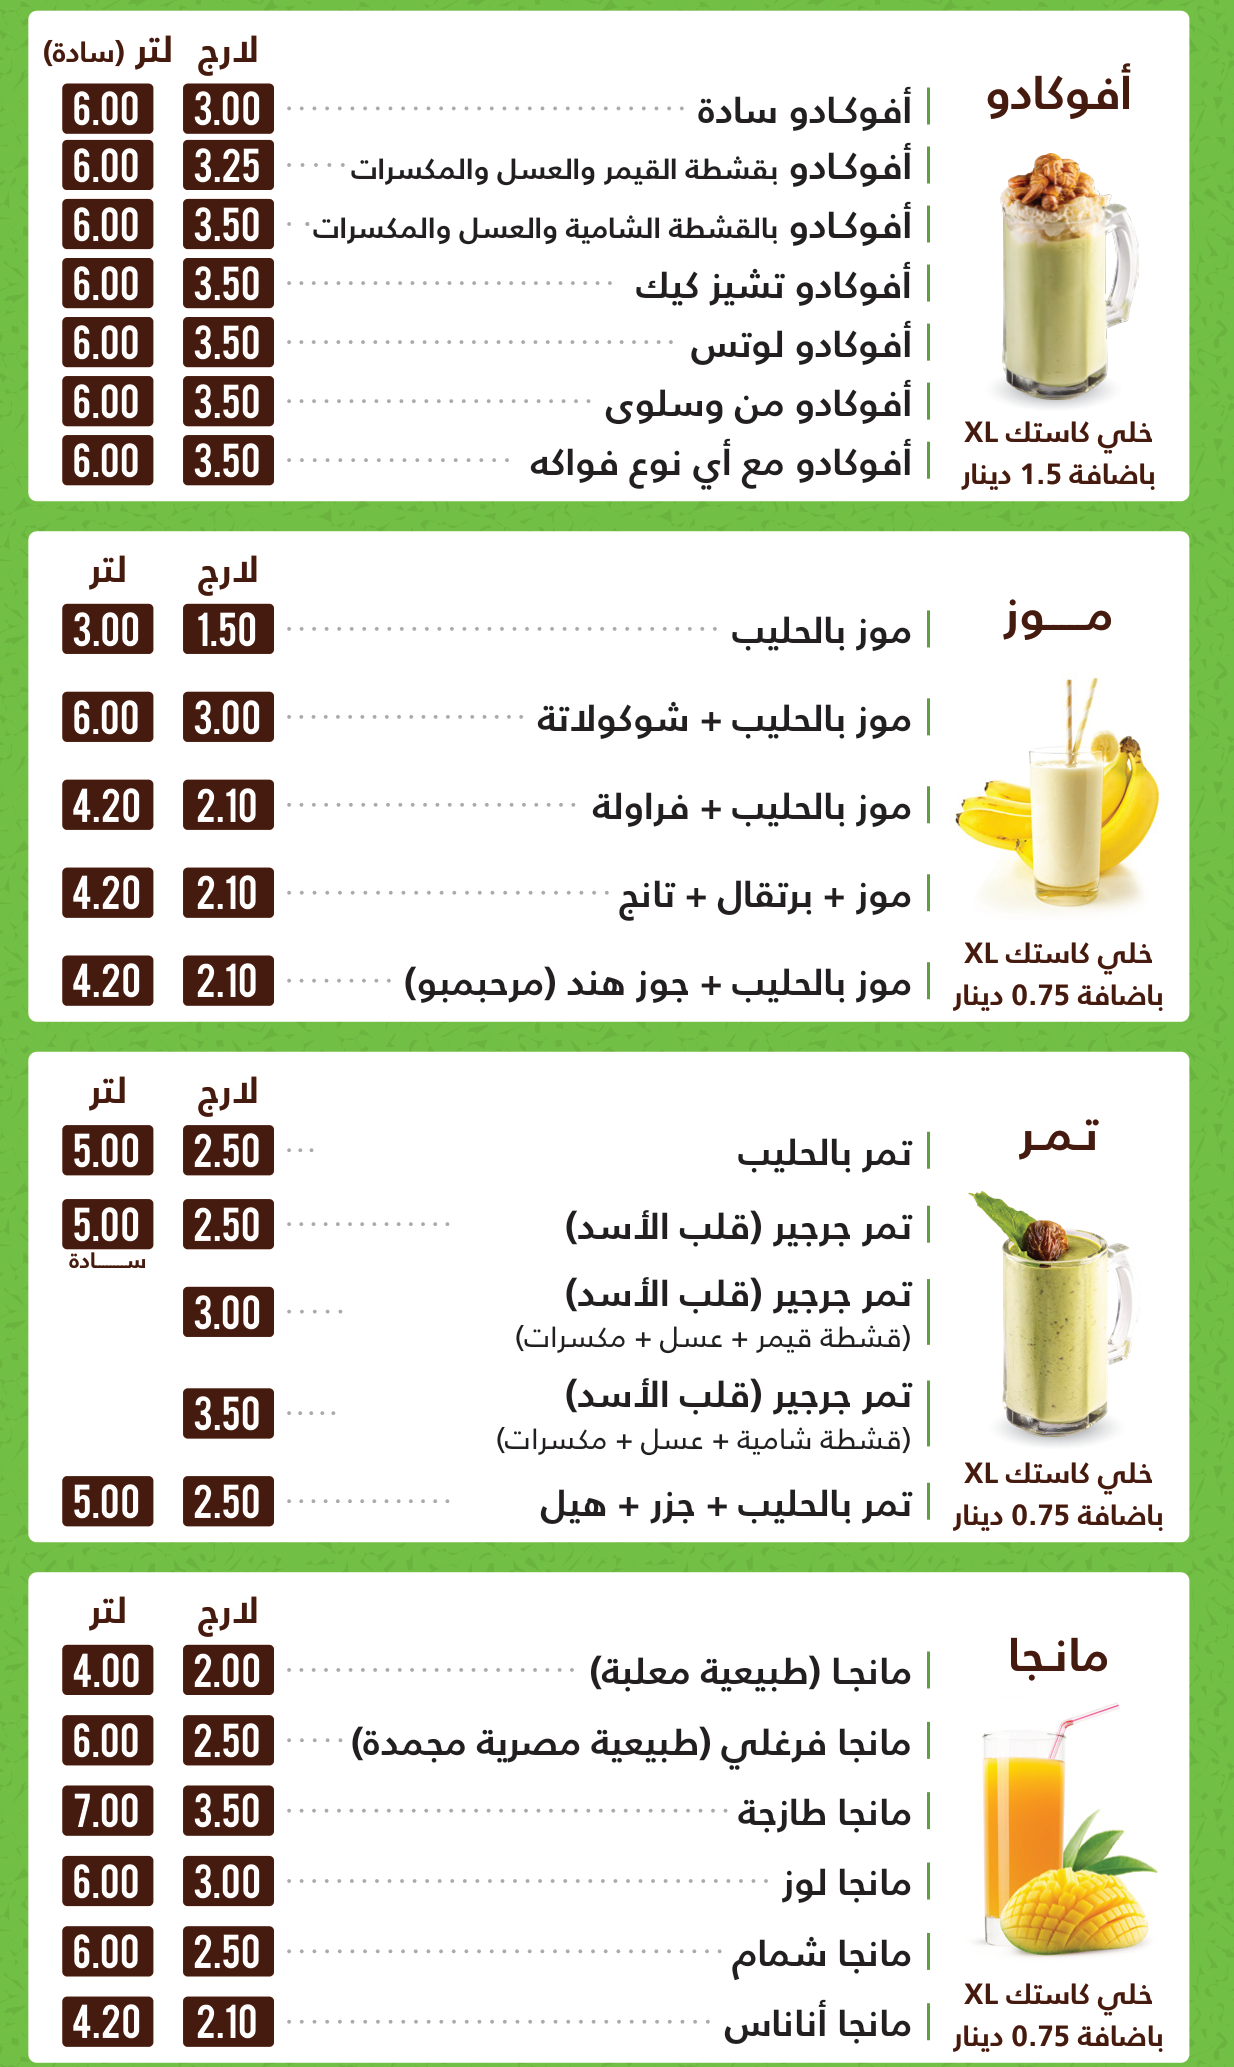 أفوكادو
لارج لتر (سادة)
أفوكادو سادة 3.00 6.00
أفوكادو بقشطة القيمر والعسل والمكسرات 3.25 6.00
أفوكادو بالقشطة الشامية والعسل والمكسرات 3.50 6.00
أفوكادو تشيز كيك 3.50 6.00
أفوكادو لوتس 3.50 6.00
أفوكادو من وسلوى 3.50 6.00
أفوكادو مع أي نوع فواكه 3.50 6.00
خلي كاستك XL
باضافة 1.5 دينار
مــوز
لارج لتر
موز بالحليب 1.50 3.00
موز بالحليب + شوكولاتة 3.00 6.00
موز بالحليب + فراولة 2.10 4.20
موز + برتقال + تانج 2.10 4.20
موز بالحليب + جوز هند (مرحبمبو) 2.10 4.20
خلي كاستك XL
باضافة 0.75 دينار
تـمـر
لارج لتر
تمر بالحليب 2.50 5.00
تمر جرجير (قلب الأسد) 2.50 5.00
ســـادة
تمر جرجير (قلب الأسد) 3.00
(قشطة قيمر + عسل + مكسرات)
تمر جرجير (قلب الأسد) 3.50
(قشطة شامية + عسل + مكسرات)
تمر بالحليب + جزر + هيل 2.50 5.00
خلي كاستك XL
باضافة 0.75 دينار
مانـجا
لارج لتر
مانجـا (طبيعية معلبة) 2.00 4.00
مانجا فرغلي (طبيعية مصرية مجمدة) 2.50 6.00
مانجا طازجة 3.50 7.00
مانجا لوز 3.00 6.00
مانجا شمام 2.50 6.00
مانجا أناناس 2.10 4.20
خلي كاستك XL
باضافة 0.75 دينار